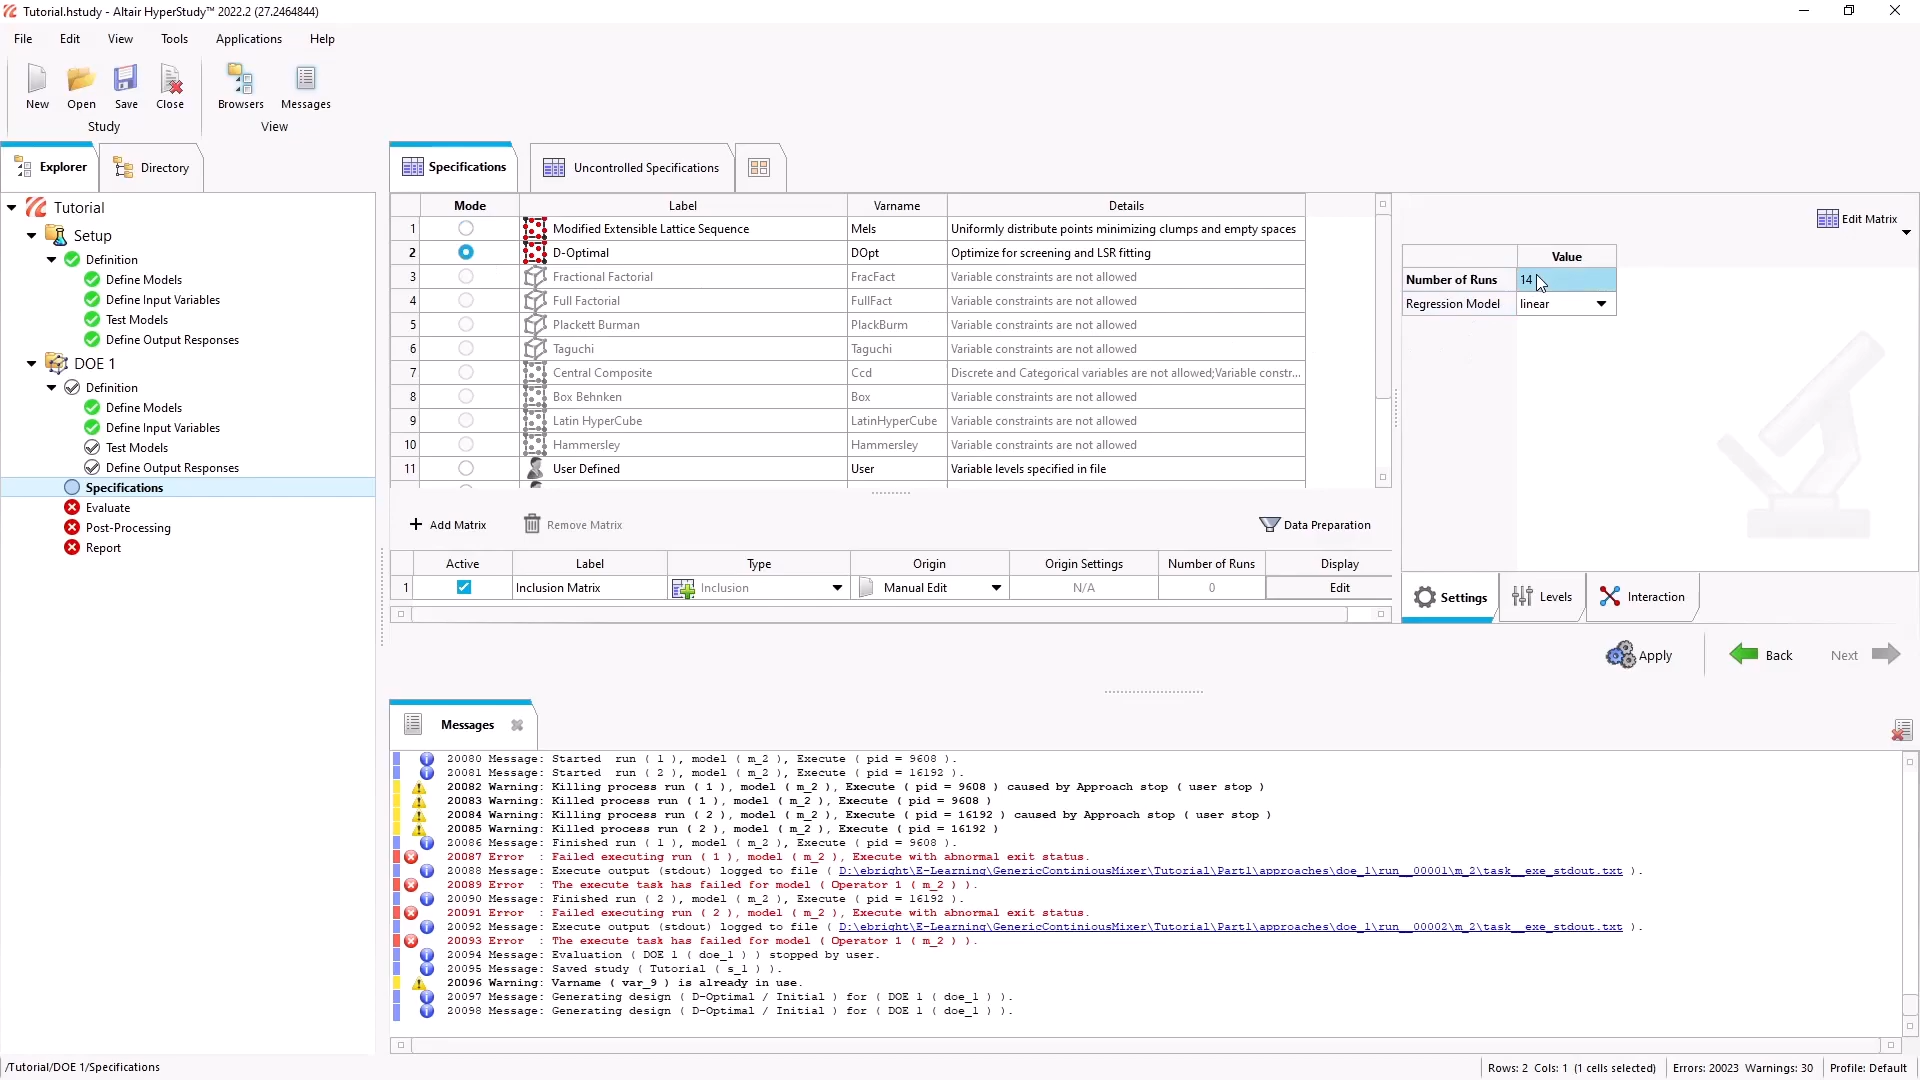 Tutorial.hstudy - Altair HyperStudy™ 2022.2 (27.2464844)
File Edit View Tools Applications Help
New Open Save Close Browsers Messages
Study View
Explorer Directory
Specifications Uncontrolled Specifications
Tutorial
Setup
Definition
Define Models
Define Input Variables
Test Models
Define Output Responses
DOE 1
Definition
Define Models
Define Input Variables
Test Models
Define Output Responses
Specifications
Evaluate
Post-Processing
Report
Mode Label Varname Details
1 Modified Extensible Lattice Sequence Mels Uniformly distribute points minimizing clumps and empty spaces
2 D-Optimal DOpt Optimize for screening and LSR fitting
3 Fractional Factorial FracFact Variable constraints are not allowed
4 Full Factorial FullFact Variable constraints are not allowed
5 Plackett Burman PlackBurm Variable constraints are not allowed
6 Taguchi Taguchi Variable constraints are not allowed
7 Central Composite Ccd Discrete and Categorical variables are not allowed;Variable constr...
8 Box Behnken Box Variable constraints are not allowed
9 Latin HyperCube LatinHyperCube Variable constraints are not allowed
10 Hammersley Hammersley Variable constraints are not allowed
11 User Defined User Variable levels specified in file
Add Matrix Remove Matrix Data Preparation
Active Label Type Origin Origin Settings Number of Runs Display
1 Inclusion Matrix Inclusion Manual Edit N/A 0 Edit
Edit Matrix
Value
Number of Runs 14
Regression Model linear
Settings Levels Interaction
Apply Back Next
Messages
20080 Message: Started run ( 1 ), model ( m_2 ), Execute ( pid = 9608 ).
20081 Message: Started run ( 2 ), model ( m_2 ), Execute ( pid = 16192 ).
20082 Warning: Killing process run ( 1 ), model ( m_2 ), Execute ( pid = 9608 ) caused by Approach stop ( user stop )
20083 Warning: Killed process run ( 1 ), model ( m_2 ), Execute ( pid = 9608 )
20084 Warning: Killing process run ( 2 ), model ( m_2 ), Execute ( pid = 16192 ) caused by Approach stop ( user stop )
20085 Warning: Killed process run ( 2 ), model ( m_2 ), Execute ( pid = 16192 )
20086 Message: Finished run ( 1 ), model ( m_2 ), Execute ( pid = 9608 ).
20087 Error : Failed executing run ( 1 ), model ( m_2 ), Execute with abnormal exit status.
20088 Message: Execute output (stdout) logged to file ( D:\ebright\E-Learning\GenericContiniousMixer\Tutorial\Part1\approaches\doe_1\run__00001\m_2\task__exe_stdout.txt ).
20089 Error : The execute task has failed for model ( Operator 1 ( m_2 ) ).
20090 Message: Finished run ( 2 ), model ( m_2 ), Execute ( pid = 16192 ).
20091 Error : Failed executing run ( 2 ), model ( m_2 ), Execute with abnormal exit status.
20092 Message: Execute output (stdout) logged to file ( D:\ebright\E-Learning\GenericContiniousMixer\Tutorial\Part1\approaches\doe_1\run__00002\m_2\task__exe_stdout.txt ).
20093 Error : The execute task has failed for model ( Operator 1 ( m_2 ) ).
20094 Message: Evaluation ( DOE 1 ( doe_1 ) ) stopped by user.
20095 Message: Saved study ( Tutorial ( s_1 ) ).
20096 Warning: Varname ( var_9 ) is already in use.
20097 Message: Generating design ( D-Optimal / Initial ) for ( DOE 1 ( doe_1 ) ).
20098 Message: Generating design ( D-Optimal / Initial ) for ( DOE 1 ( doe_1 ) ).
/Tutorial/DOE 1/Specifications Rows: 2 Cols: 1 (1 cells selected) Errors: 20023 Warnings: 30 Profile: Default